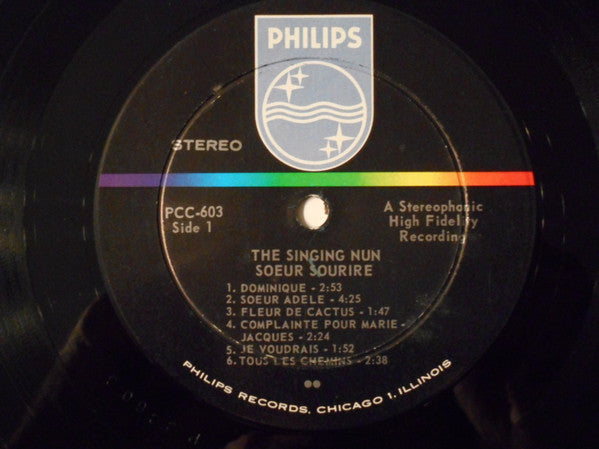 PHILIPS
STEREO
PCC-603
Side 1
A Stereophonic
High Fidelity
Recording
THE SINGING NUN
SOEUR SOURIRE
1. DOMINIQUE - 2:53
2. SOEUR ADELE - 4:25
3. FLEUR DE CACTUS - 1:47
4. COMPLAINTE POUR MARIE-
JACQUES - 2:24
5. JE VOUDRAIS - 1:52
6. TOUS LES CHEMINS - 2:38
PHILIPS RECORDS, CHICAGO 1, ILLINOIS